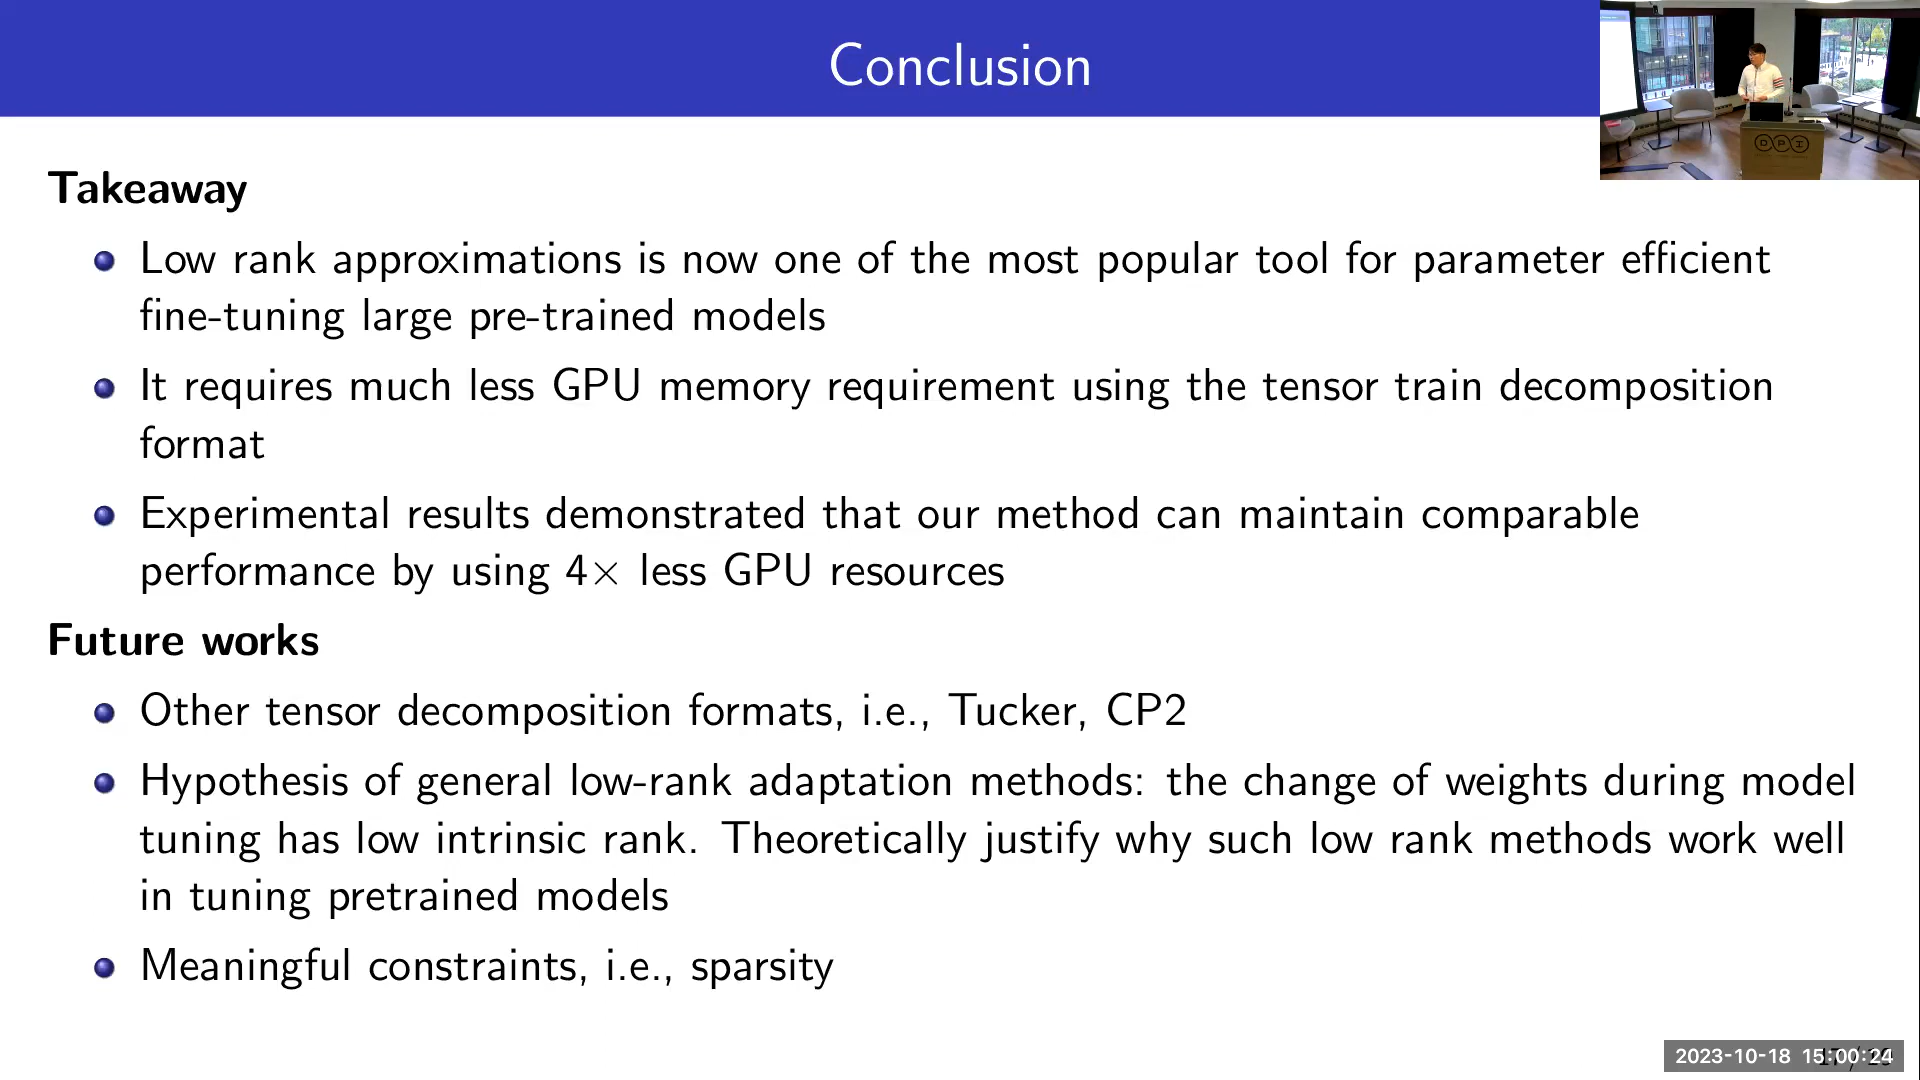 Conclusion
Takeaway
Low rank approximations is now one of the most popular tool for parameter efficient
fine-tuning large pre-trained models
It requires much less GPU memory requirement using the tensor train decomposition
format
Experimental results demonstrated that our method can maintain comparable
performance by using 4× less GPU resources
Future works
Other tensor decomposition formats, i.e., Tucker, CP2
Hypothesis of general low-rank adaptation methods: the change of weights during model
tuning has low intrinsic rank. Theoretically justify why such low rank methods work well
in tuning pretrained models
Meaningful constraints, i.e., sparsity
DPI
2023-10-18 15:00:24